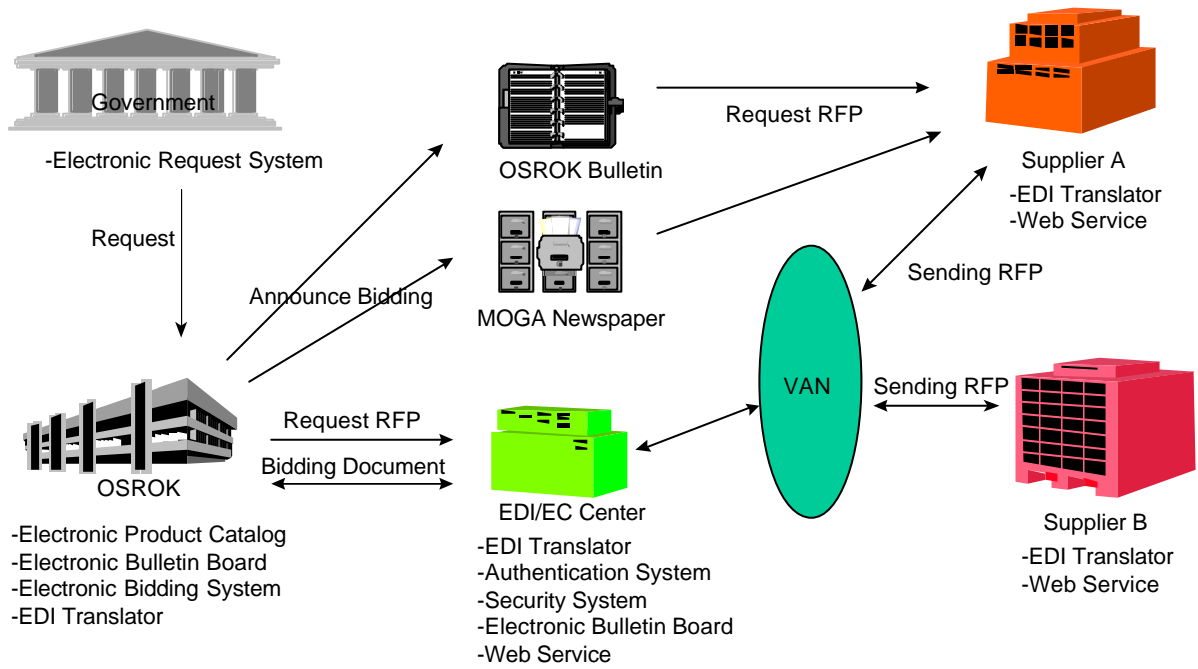 Government
-Electronic Request System
Request
OSROK Bulletin
Request RFP
MOGA Newspaper
Announce Bidding
Supplier A
-EDI Translator
-Web Service
Sending RFP
VAN
Sending RFP
Request RFP
Bidding Document
OSROK
-Electronic Product Catalog
-Electronic Bulletin Board
-Electronic Bidding System
-EDI Translator
EDI/EC Center
-EDI Translator
-Authentication System
-Security System
-Electronic Bulletin Board
-Web Service
Supplier B
-EDI Translator
-Web Service